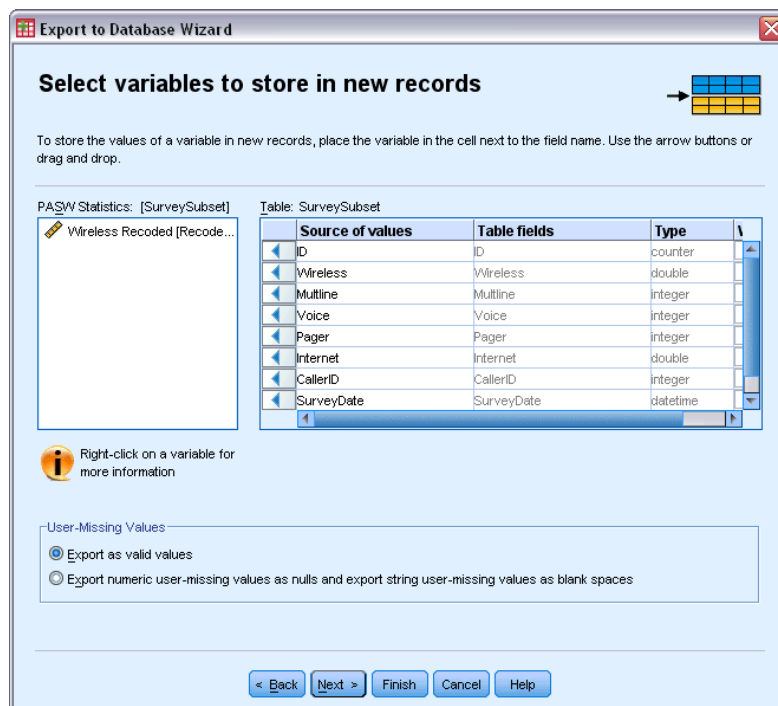 Export to Database Wizard
Select variables to store in new records
To store the values of a variable in new records, place the variable in the cell next to the field name. Use the arrow buttons or
drag and drop.
PASW Statistics: [SurveySubset]
Table: SurveySubset
Wireless Recoded [Recode...
Source of values Table fields Type
ID ID counter
Wireless Wireless double
Multline Multline integer
Voice Voice integer
Pager Pager integer
Internet Internet double
CallerID CallerID integer
SurveyDate SurveyDate datetime
Right-click on a variable for
more information
User-Missing Values
Export as valid values
Export numeric user-missing values as nulls and export string user-missing values as blank spaces
< Back Next > Finish Cancel Help